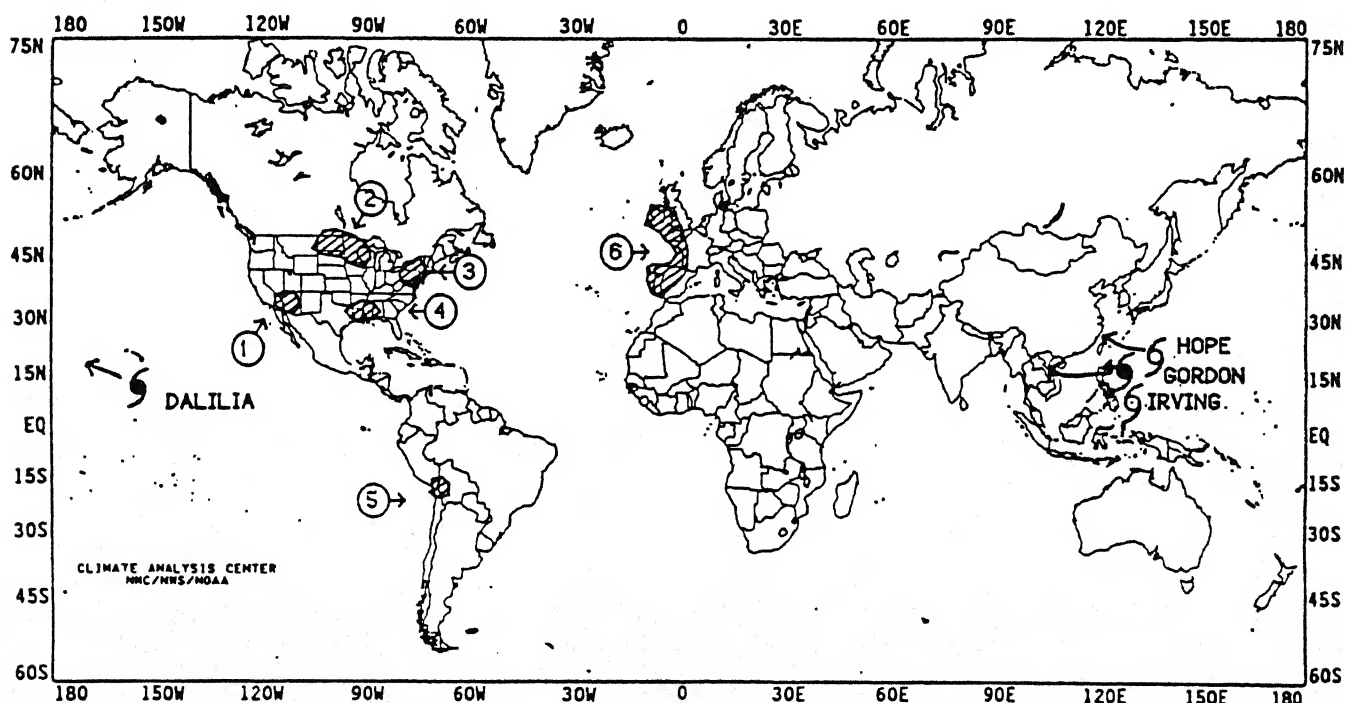 180 150W 120W 90W 60W 30W 0 30E 60E 90E 120E 150E 180
75N 75N
60N 60N
2
6
45N 45N
3
4
30N 30N
1
HOPE
GORDON
15N 15N
DALILIA
IRVING
EQ EQ
15S 15S
5
30S 30S
CLIMATE ANALYSIS CENTER
NMC/NWS/NOAA
45S 45S
60S 60S
180 150W 120W 90W 60W 30W 0 30E 60E 90E 120E 150E 180